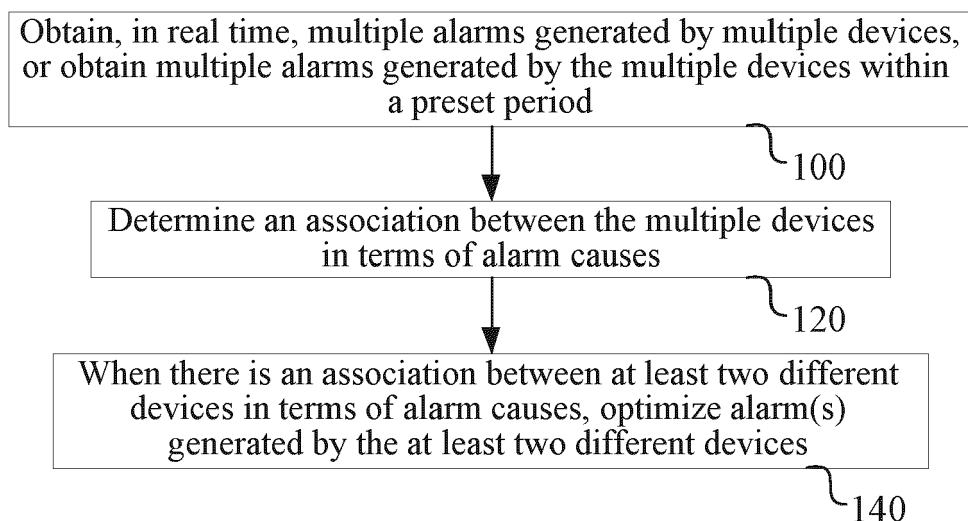 Obtain, in real time, multiple alarms generated by multiple devices,
or obtain multiple alarms generated by the multiple devices within
a preset period
100
Determine an association between the multiple devices
in terms of alarm causes
120
When there is an association between at least two different
devices in terms of alarm causes, optimize alarm(s)
generated by the at least two different devices
140